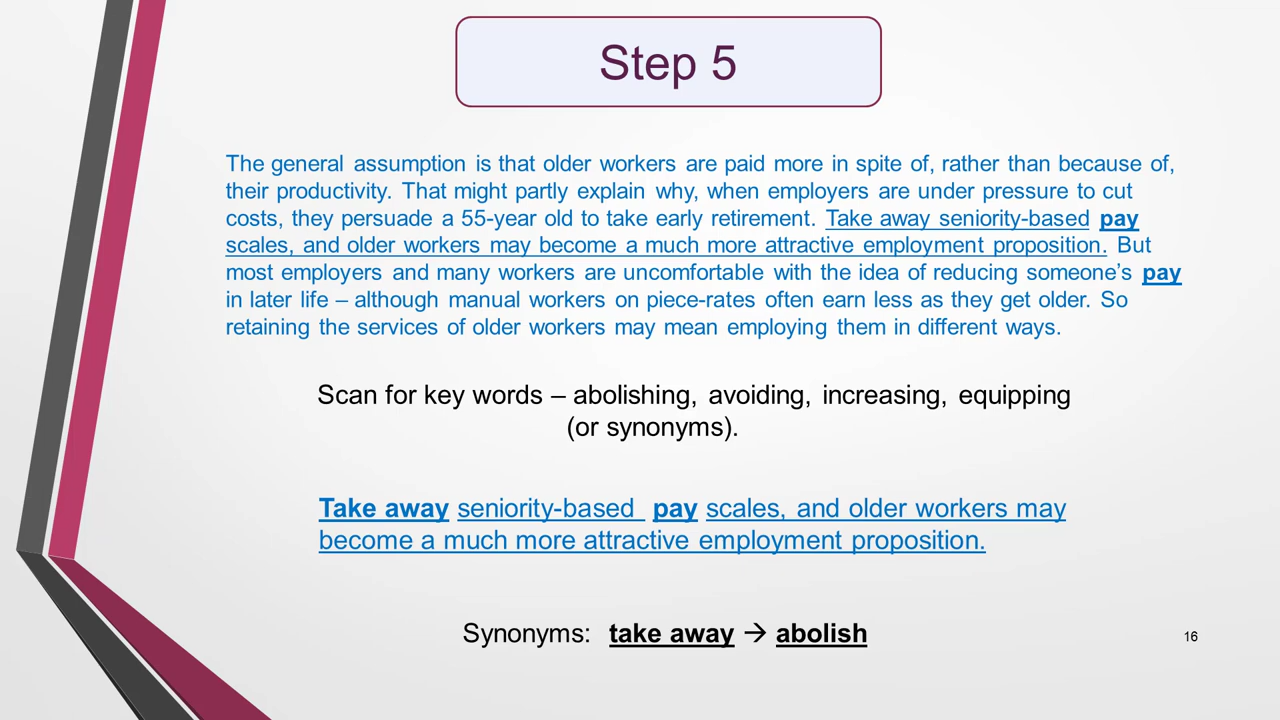 Step 5
The general assumption is that older workers are paid more in spite of, rather than because of,
their productivity. That might partly explain why, when employers are under pressure to cut
costs, they persuade a 55-year old to take early retirement. Take away seniority-based pay
scales, and older workers may become a much more attractive employment proposition. But
most employers and many workers are uncomfortable with the idea of reducing someone’s pay
in later life – although manual workers on piece-rates often earn less as they get older. So
retaining the services of older workers may mean employing them in different ways.
Scan for key words – abolishing, avoiding, increasing, equipping
(or synonyms).
Take away seniority-based pay scales, and older workers may
become a much more attractive employment proposition.
Synonyms: take away → abolish
16